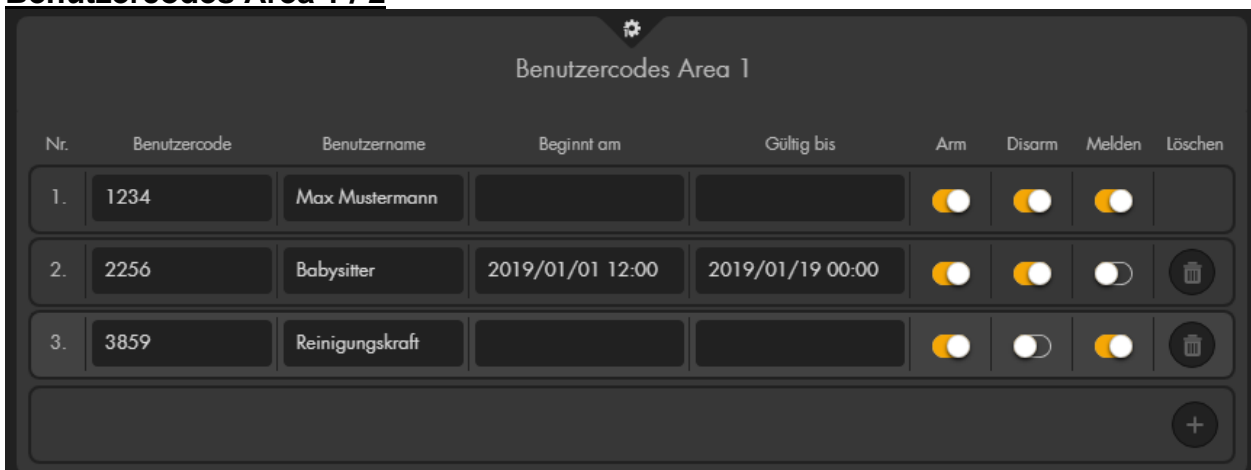 Benutzercodes Area 1 / 2
Benutzercodes Area 1
Nr. Benutzercode Benutzername Beginnt am Gültig bis Arm Disarm Melden Löschen
1. 1234 Max Mustermann
2. 2256 Babysitter 2019/01/01 12:00 2019/01/19 00:00
3. 3859 Reinigungskraft
+